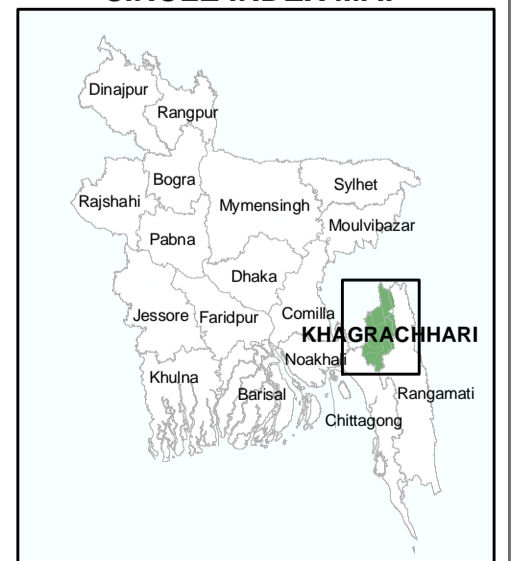 Dinajpur
Rangpur
Bogra
Sylhet
Rajshahi
Mymensingh
Moulvibazar
Pabna
Dhaka
Jessore
Faridpur
Comilla
KHAGRACHHARI
Noakhali
Khulna
Barisal
Rangamati
Chittagong